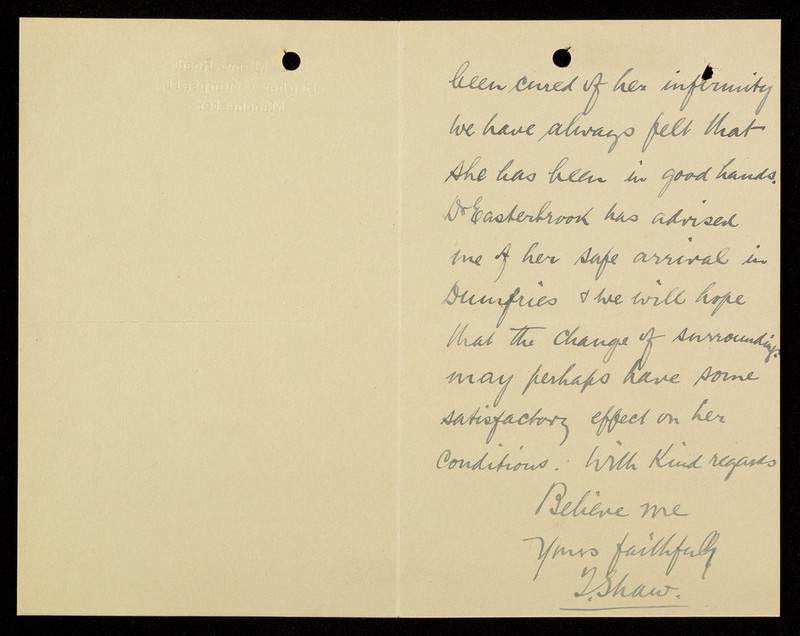 been cured of her infirmity
We have always felt that
she has been in good hands.
Dr Easterbrook has advised
me of her safe arrival in
Dumfries & we will hope
that the change of surroundings
may perhaps have some
satisfactory effect on her
conditions. With Kind regards
Believe me
Yours faithfully
T. Shaw.